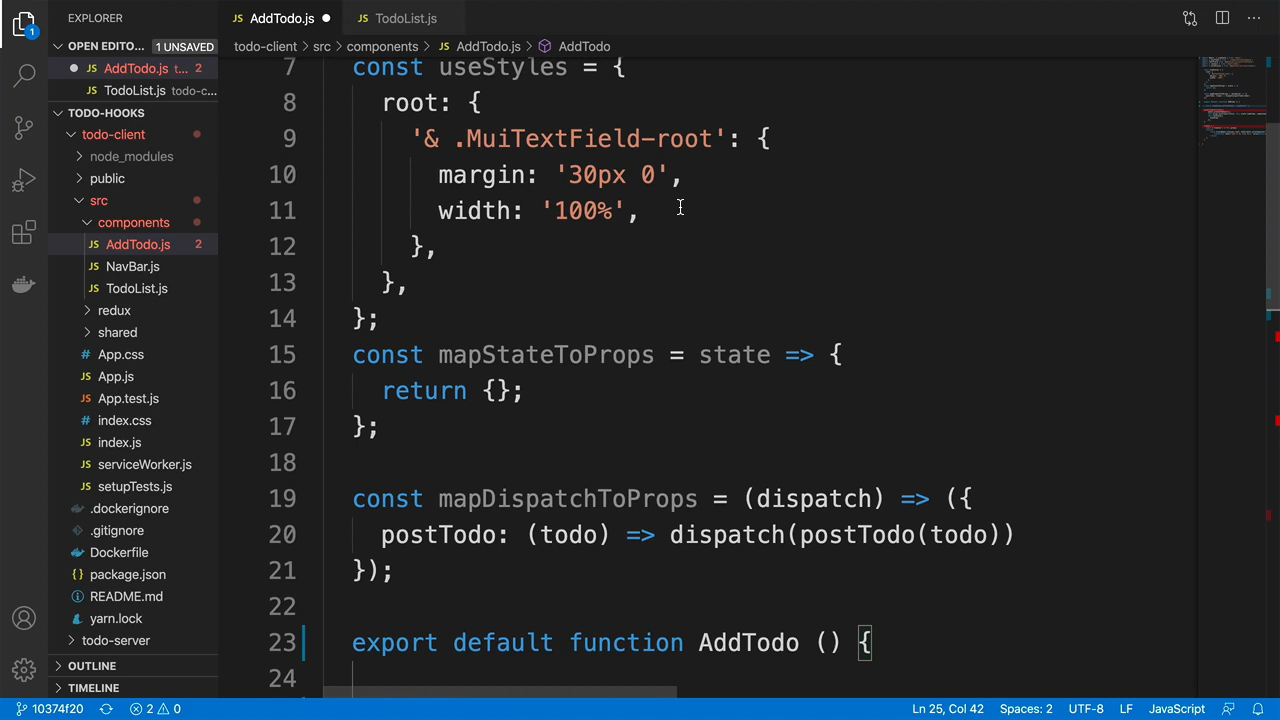 EXPLORER
OPEN EDITO... 1 UNSAVED
AddTodo.js t... 2
TodoList.js todo-c...
TODO-HOOKS
todo-client
node_modules
public
src
components
AddTodo.js 2
NavBar.js
TodoList.js
redux
shared
App.css
App.js
App.test.js
index.css
index.js
serviceWorker.js
setupTests.js
.dockerignore
.gitignore
Dockerfile
package.json
README.md
yarn.lock
todo-server
OUTLINE
TIMELINE
JS AddTodo.js
JS TodoList.js
todo-client > src > components > JS AddTodo.js > AddTodo
7 const useStyles = {
8 root: {
9 '& .MuiTextField-root': {
10 margin: '30px 0',
11 width: '100%',
12 },
13 },
14 };
15 const mapStateToProps = state => {
16 return {};
17 };
18
19 const mapDispatchToProps = (dispatch) => ({
20 postTodo: (todo) => dispatch(postTodo(todo))
21 });
22
23 export default function AddTodo () {
24
10374f20 2 0 Ln 25, Col 42 Spaces: 2 UTF-8 LF JavaScript